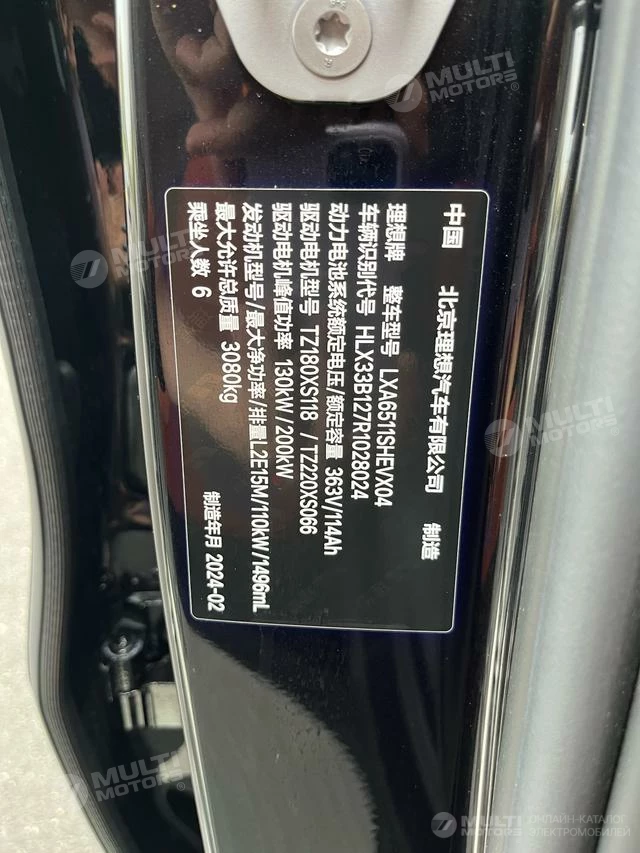 中国 北京理想汽车有限公司 制造
理想牌 整车型号 LXA6511SHEVX04
车辆识别代号 HLX33B127R1028024
动力电池系统额定电压/额定容量 363V/114Ah
驱动电机型号 TZ180XS118 / TZ220XS066
驱动电机峰值功率 130kW/200kW
发动机型号/最大净功率/排量L2E15M/110kW/1496mL
最大允许总质量 3080kg
乘坐人数 6 制造年月 2024-02
MULTI MOTORS®
MULTI MOTORS®
MULTI MOTORS®
MULTI MOTORS®
MULTI MOTORS ОНЛАЙН-КАТАЛОГ ЭЛЕКТРОМОБИЛЕЙ